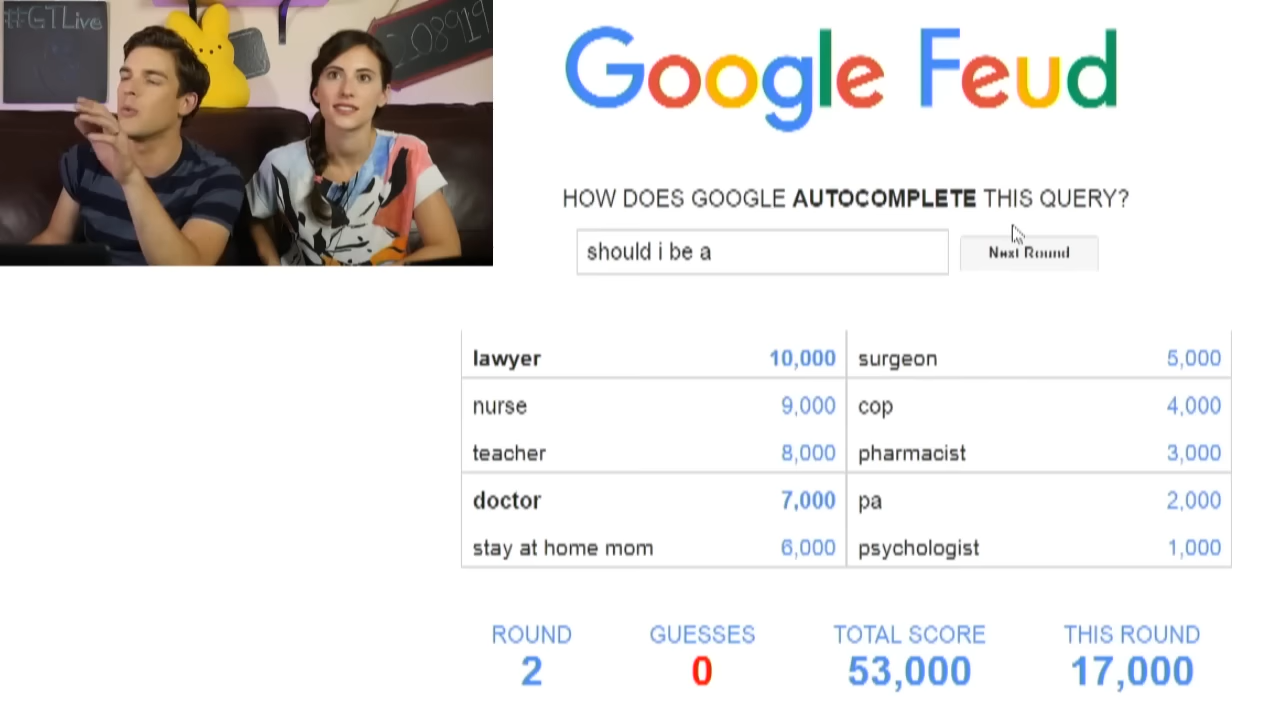 #GTLive
208919
Google Feud
HOW DOES GOOGLE AUTOCOMPLETE THIS QUERY?
should i be a
Next Round
lawyer 10,000
nurse 9,000
teacher 8,000
doctor 7,000
stay at home mom 6,000
surgeon 5,000
cop 4,000
pharmacist 3,000
pa 2,000
psychologist 1,000
ROUND
2
GUESSES
0
TOTAL SCORE
53,000
THIS ROUND
17,000